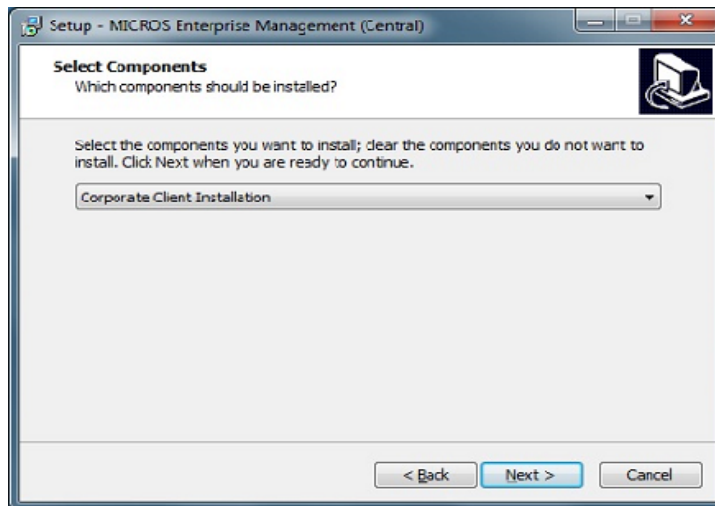 Setup - MICROS Enterprise Management (Central)
Select Components
Which components should be installed?
Select the components you want to install; clear the components you do not want to
install. Click Next when you are ready to continue.
Corporate Client Installation
< Back
Next >
Cancel